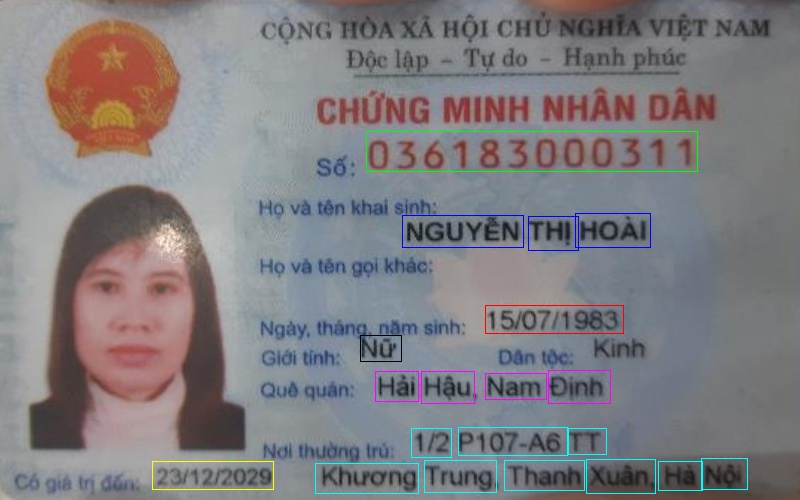 CỘNG HÒA XÃ HỘI CHỦ NGHĨA VIỆT NAM
Độc lập - Tự do - Hạnh phúc
CHỨNG MINH NHÂN DÂN
Số: 036183000311
Họ và tên khai sinh:
NGUYỄN THỊ HOÀI
Họ và tên gọi khác:
Ngày, tháng, năm sinh: 15/07/1983
Giới tính: Nữ Dân tộc: Kinh
Quê quán: Hải Hậu, Nam Định
Nơi thường trú: 1/2 P107-A6 TT
Có giá trị đến: 23/12/2029 Khương Trung, Thanh Xuân, Hà Nội